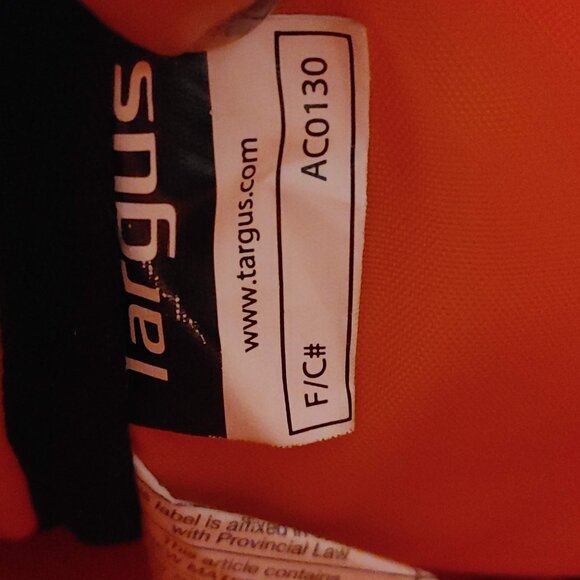 Targus
www.targus.com
F/C# AC0130
label is affixed in
with Provincial Law
This article contains